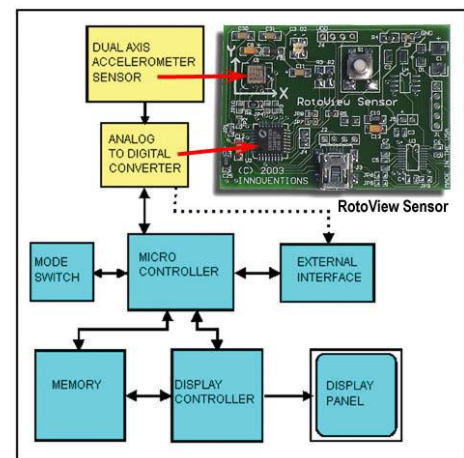 DUAL AXIS
ACCELEROMETER
SENSOR
ANALOG
TO DIGITAL
CONVERTER
Y
X
RotoView Sensor
(C) 2003
INNOVENTIONS
RotoView Sensor
MODE
SWITCH
MICRO
CONTROLLER
EXTERNAL
INTERFACE
MEMORY
DISPLAY
CONTROLLER
DISPLAY
PANEL